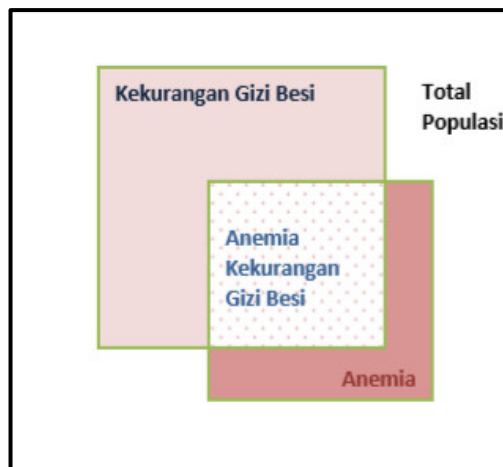 Kekurangan Gizi Besi
Total
Populasi
Anemia
Kekurangan
Gizi Besi
Anemia